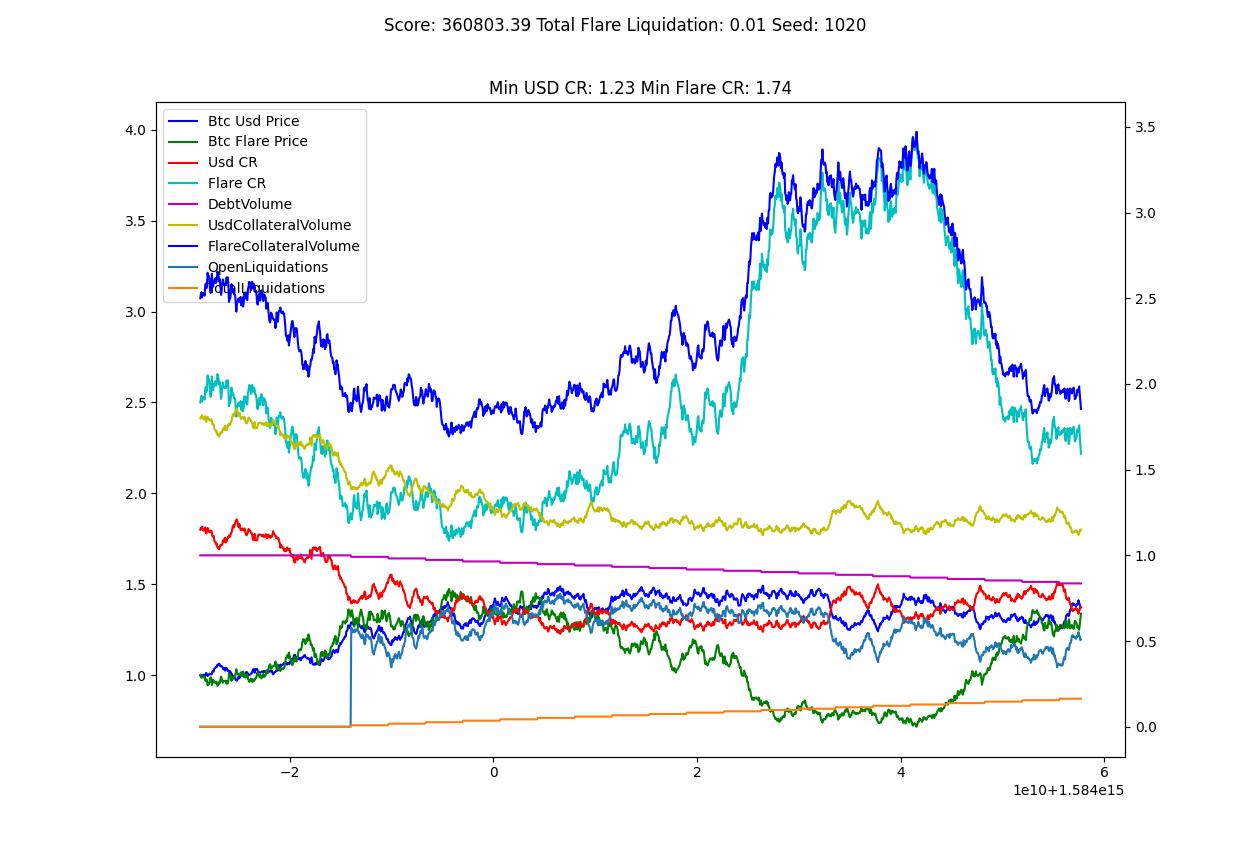 Score: 360803.39 Total Flare Liquidation: 0.01 Seed: 1020
Min USD CR: 1.23 Min Flare CR: 1.74
Btc Usd Price
Btc Flare Price
Usd CR
Flare CR
DebtVolume
UsdCollateralVolume
FlareCollateralVolume
OpenLiquidations
TotalLiquidations
4.0
3.5
3.0
2.5
2.0
1.5
1.0
3.5
3.0
2.5
2.0
1.5
1.0
0.5
0.0
−2 0 2 4 6
1e10+1.584e15